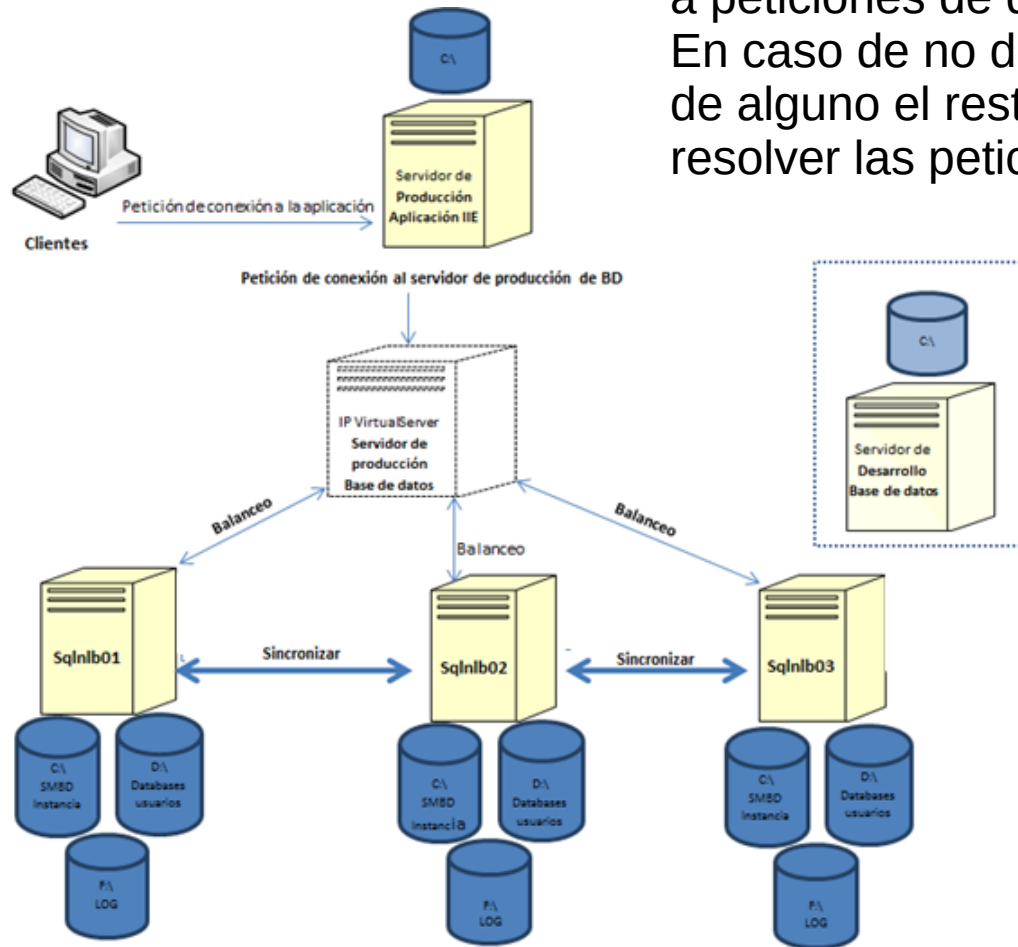 a peticiones de
En caso de no d
de alguno el rest
resolver las petic
C:\
Servidor de
Producción
Aplicación IIE
Petición de conexión a la aplicación
Clientes
Petición de conexión al servidor de producción de BD
C:\
Servidor de
Desarrollo
Base de datos
IP VirtualServer
Servidor de
producción
Base de datos
Balanceo
Balanceo
Balanceo
Sqlnlb01
Sincronizar
Sqlnlb02
Sincronizar
Sqlnlb03
C:\
SMBD
Instancia
D:\
Databases
usuarios
C:\
SMBD
Instancia
D:\
Databases
usuarios
C:\
SMBD
Instancia
D:\
Databases
usuarios
LOG
LOG
LOG